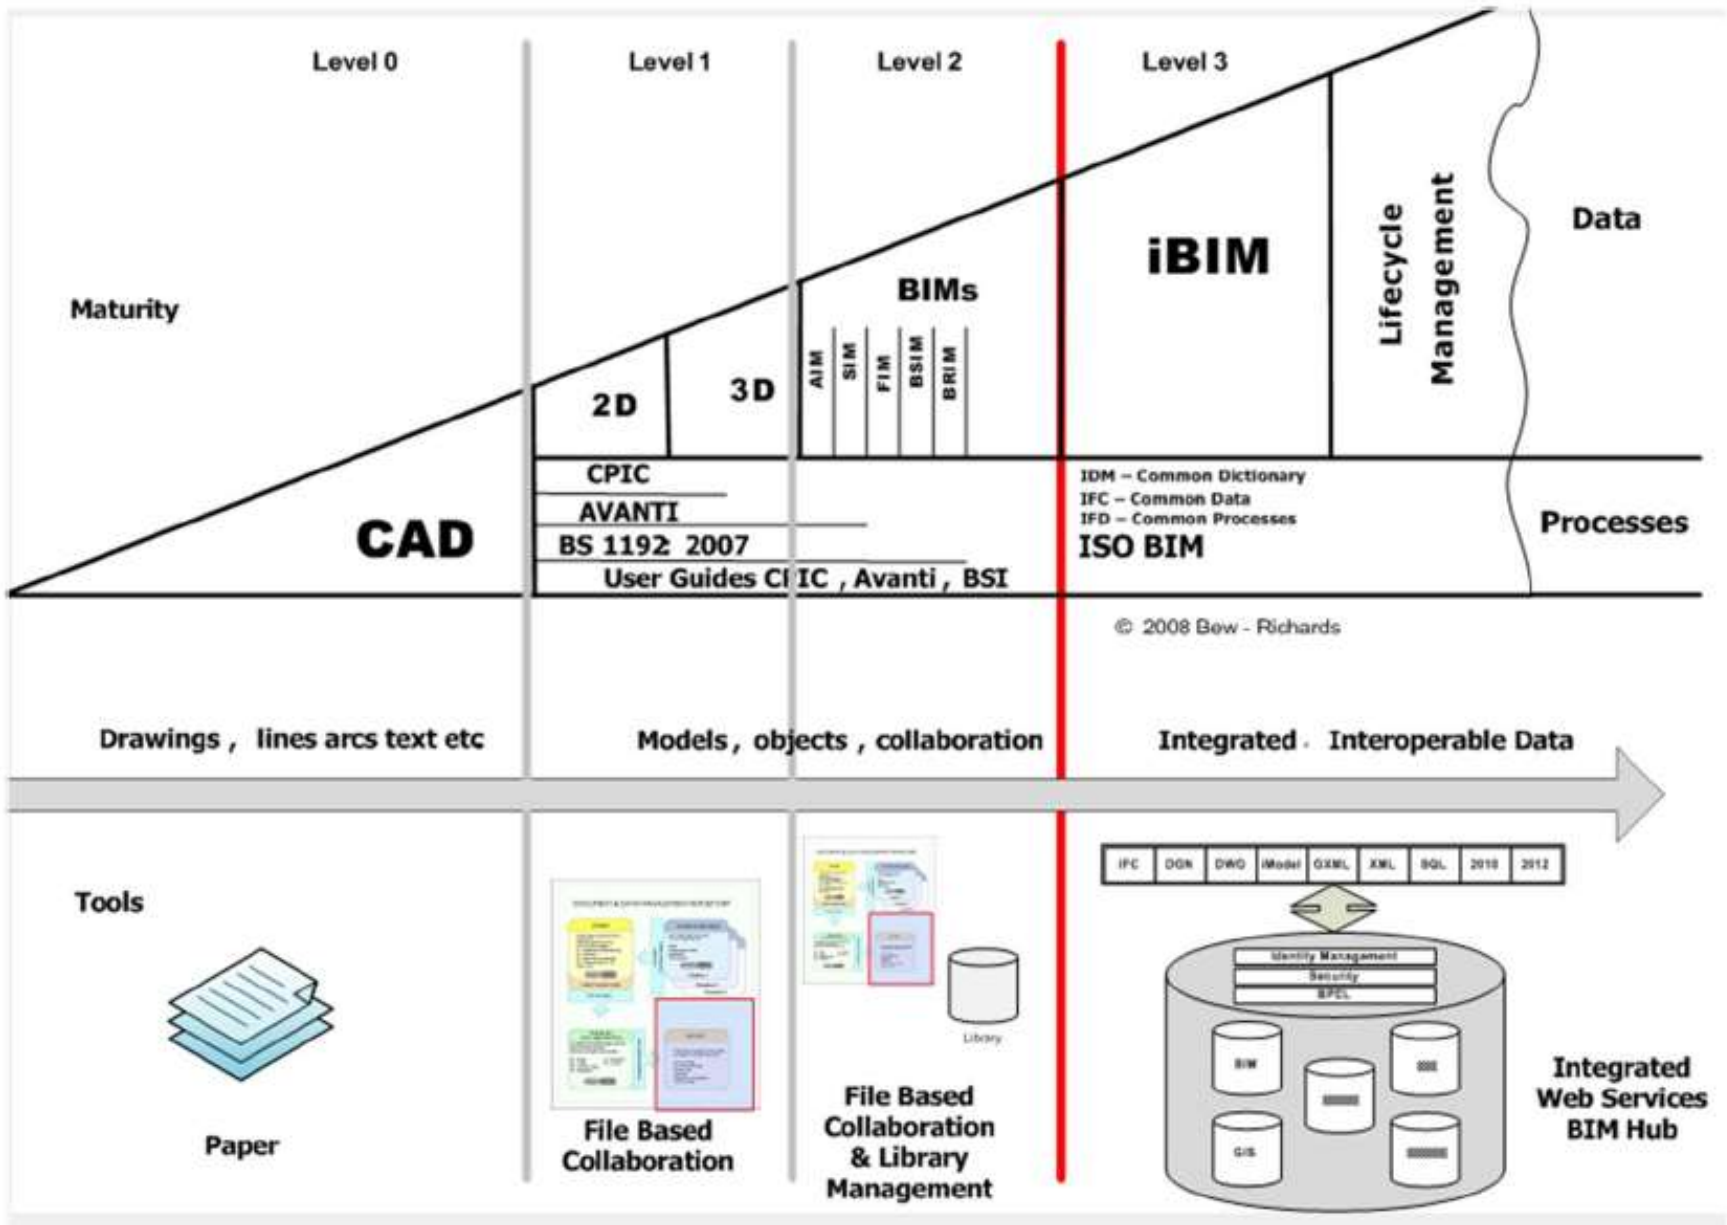 Level 0
Level 1
Level 2
Level 3
Maturity
CAD
2D
3D
BIMs
AIM
SIM
FIM
BSIM
BRIM
iBIM
Lifecycle
Management
Data
CPIC
AVANTI
BS 1192: 2007
User Guides CPIC , Avanti , BSI
IDM – Common Dictionary
IFC – Common Data
IFD – Common Processes
ISO BIM
Processes
© 2008 Bew - Richards
Drawings , lines arcs text etc
Models , objects , collaboration
Integrated , Interoperable Data
Tools
Paper
File Based
Collaboration
Library
File Based
Collaboration
& Library
Management
IFC DGN DWG iModel GXML XML SQL 2010 2012
Identity Management
Security
BPEL
BIM
GIS
Integrated
Web Services
BIM Hub